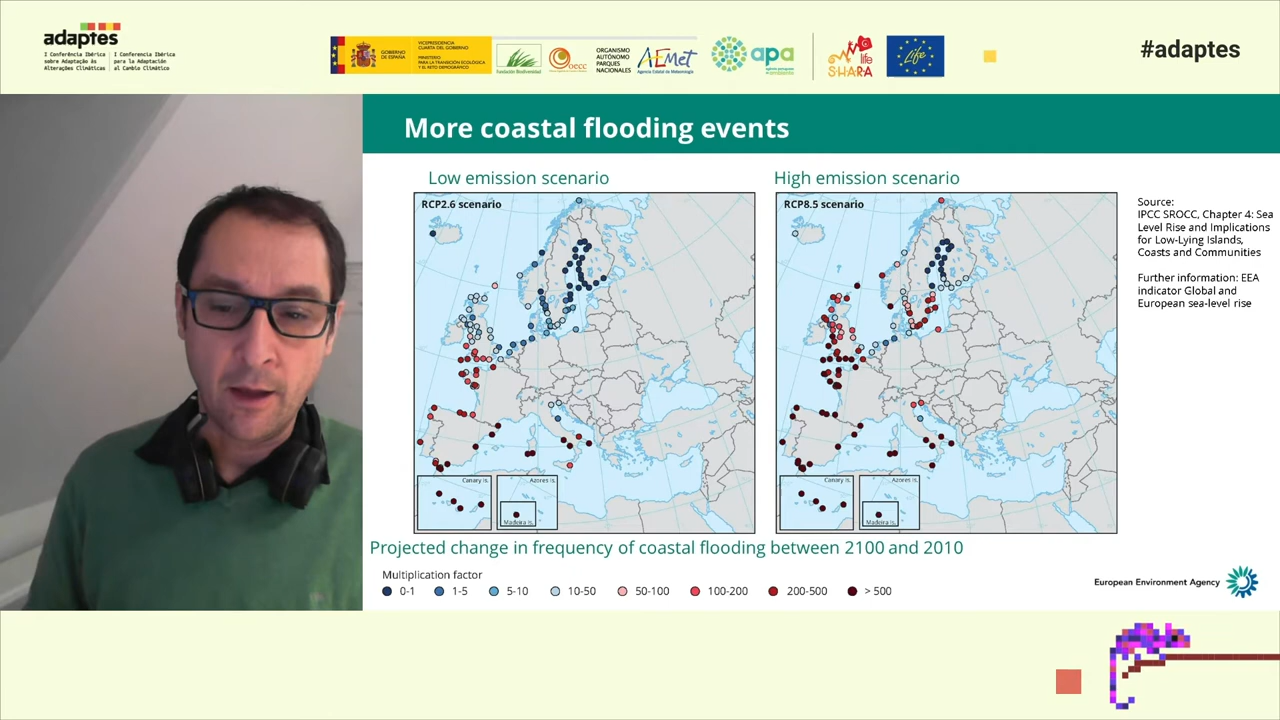 adaptes
I Conferência Ibérica
sobre Adaptação às
Alterações Climáticas
I Conferencia Ibérica
para la Adaptación
al Cambio Climático
GOBIERNO
DE ESPAÑA
VICEPRESIDENCIA
CUARTA DEL GOBIERNO
MINISTERIO
PARA LA TRANSICIÓN ECOLÓGICA
Y EL RETO DEMOGRÁFICO
Fundación Biodiversidad
oecc
ORGANISMO
AUTÓNOMO
PARQUES
NACIONALES
AEMet
Agencia Estatal de Meteorología
apa
life
SHARA
Life
#adaptes
More coastal flooding events
Low emission scenario
High emission scenario
RCP2.6 scenario
RCP8.5 scenario
Source:
IPCC SROCC, Chapter 4: Sea
Level Rise and Implications
for Low-Lying Islands,
Coasts and Communities
Further information: EEA
indicator Global and
European sea-level rise
Canary Is.
Azores Is.
Madeira Is.
Canary Is.
Azores Is.
Madeira Is.
Projected change in frequency of coastal flooding between 2100 and 2010
Multiplication factor
0-1
1-5
5-10
10-50
50-100
100-200
200-500
> 500
European Environment Agency